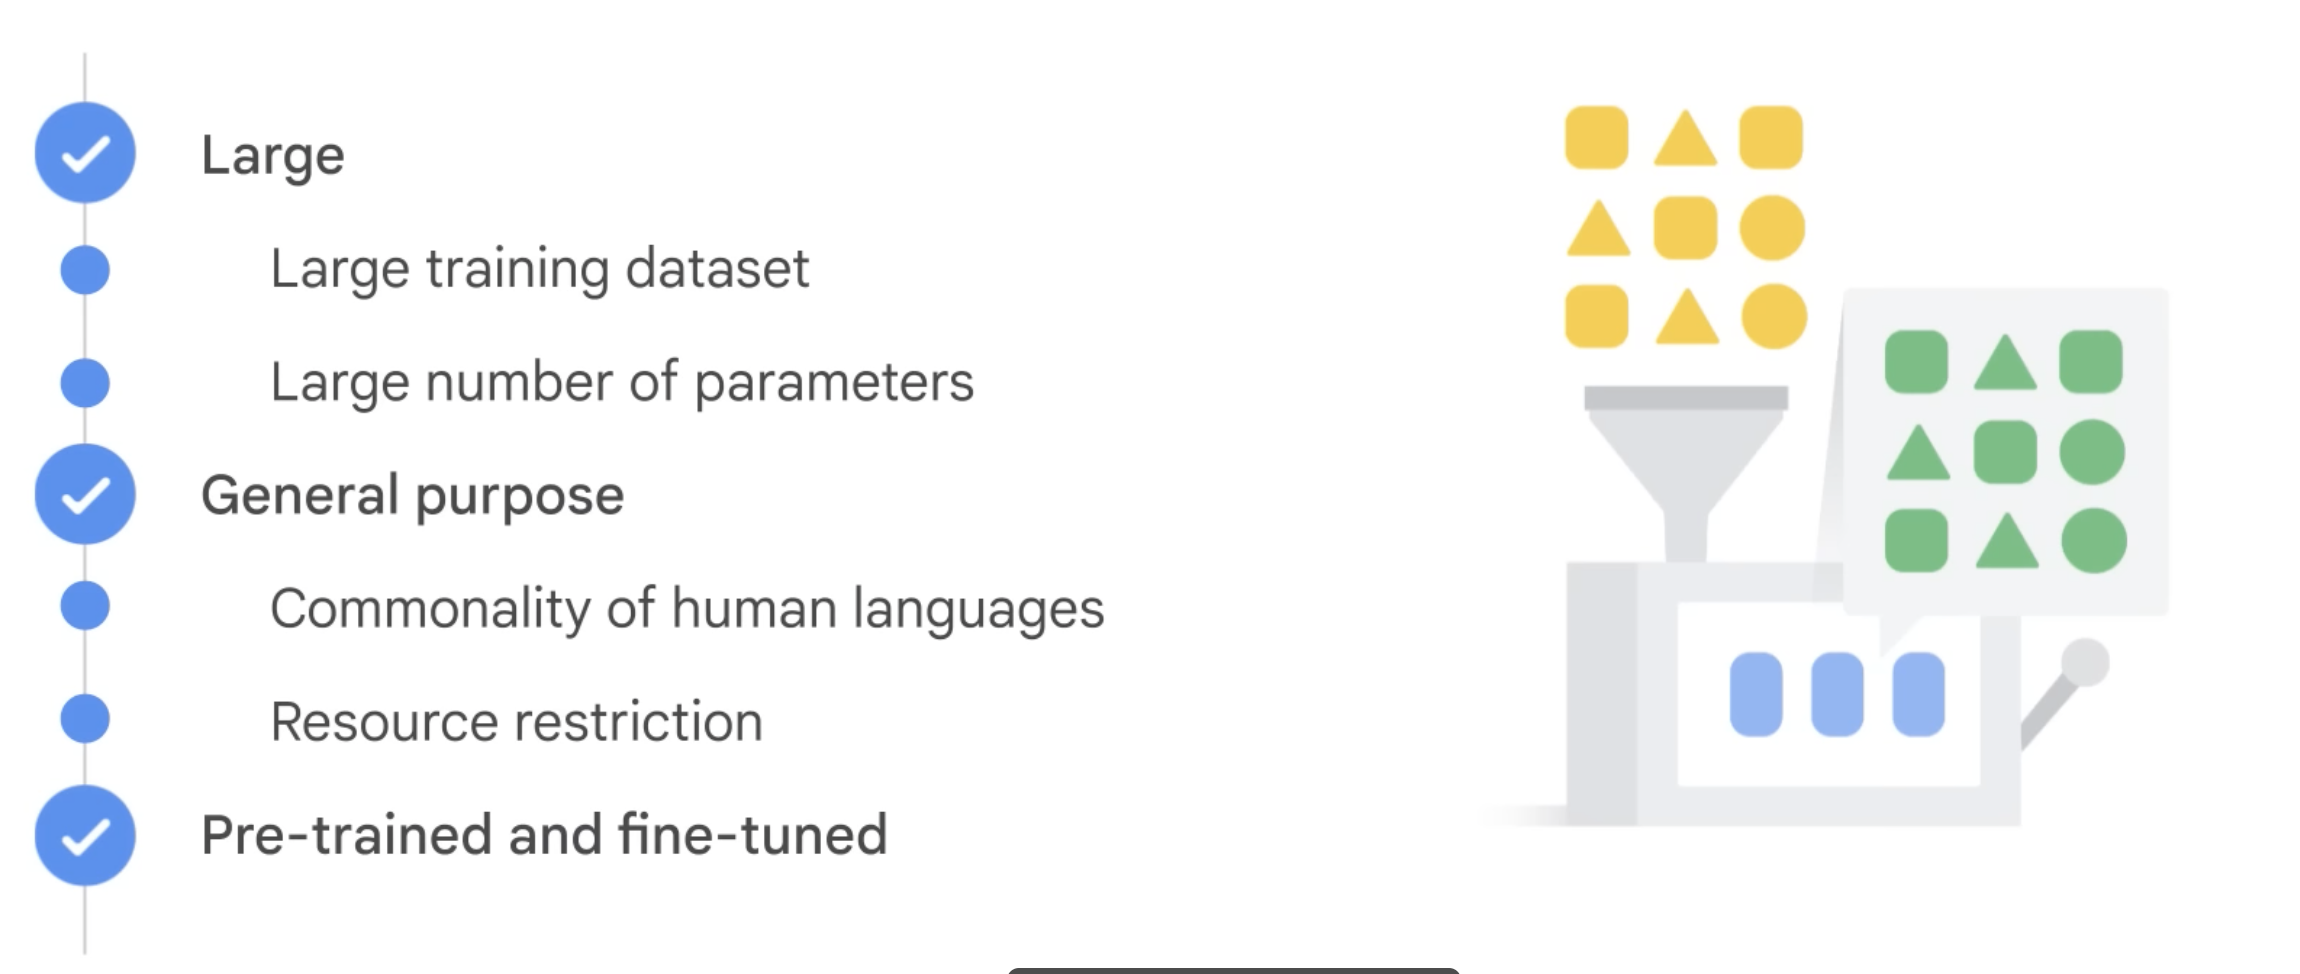 Large
Large training dataset
Large number of parameters
General purpose
Commonality of human languages
Resource restriction
Pre-trained and fine-tuned